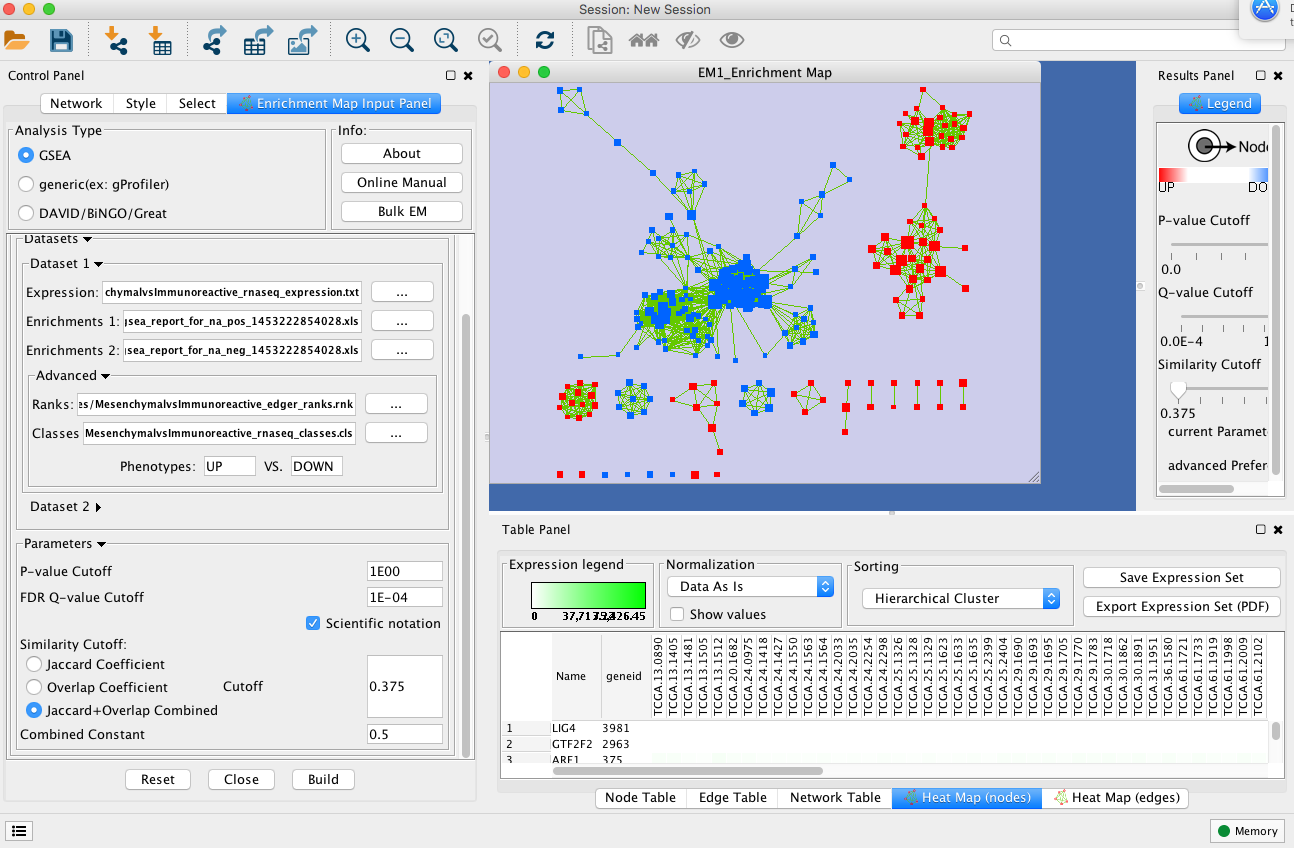 Session: New Session
Control Panel
Network Style Select Enrichment Map Input Panel
Analysis Type
GSEA
generic(ex: gProfiler)
DAVID/BiNGO/Great
Info:
About
Online Manual
Bulk EM
Datasets
Dataset 1
Expression: chymalvsImmunoreactive_rnaseq_expression.txt ...
Enrichments 1: gsea_report_for_na_pos_1453222854028.xls ...
Enrichments 2: gsea_report_for_na_neg_1453222854028.xls ...
Advanced
Ranks: es/MesenchymalvsImmunoreactive_edger_ranks.rnk ...
Classes MesenchymalvsImmunoreactive_rnaseq_classes.cls ...
Phenotypes: UP VS. DOWN
Dataset 2
Parameters
P-value Cutoff 1E00
FDR Q-value Cutoff 1E-04
Scientific notation
Similarity Cutoff:
Jaccard Coefficient
Overlap Coefficient
Jaccard+Overlap Combined
Cutoff 0.375
Combined Constant 0.5
Reset Close Build
EM1_Enrichment Map
Results Panel
Legend
Node
UP DO
P-value Cutoff
0.0
Q-value Cutoff
0.0E-4 1
Similarity Cutoff
0.375
current Paramete
advanced Prefer
Table Panel
Expression legend
0
Normalization
Data As Is
Show values
Sorting
Hierarchical Cluster
Save Expression Set
Export Expression Set (PDF)
Name geneid
TCGA.13.0890
TCGA.13.1405
TCGA.13.1481
TCGA.13.1505
TCGA.13.1512
TCGA.20.1682
TCGA.24.0975
TCGA.24.1418
TCGA.24.1427
TCGA.24.1550
TCGA.24.1563
TCGA.24.1564
TCGA.24.2035
TCGA.24.2254
TCGA.24.2298
TCGA.25.1326
TCGA.25.1328
TCGA.25.1329
TCGA.25.1623
TCGA.25.1633
TCGA.25.1635
TCGA.25.2399
TCGA.25.2404
TCGA.29.1690
TCGA.29.1693
TCGA.29.1695
TCGA.29.1705
TCGA.29.1770
TCGA.29.1783
TCGA.30.1718
TCGA.30.1862
TCGA.30.1891
TCGA.31.1951
TCGA.36.1580
TCGA.61.1721
TCGA.61.1733
TCGA.61.1919
TCGA.61.1998
TCGA.61.2009
TCGA.61.2102
1 LIG4 3981
2 GTF2F2 2963
3 ARF1 375
Node Table Edge Table Network Table Heat Map (nodes) Heat Map (edges)
Memory